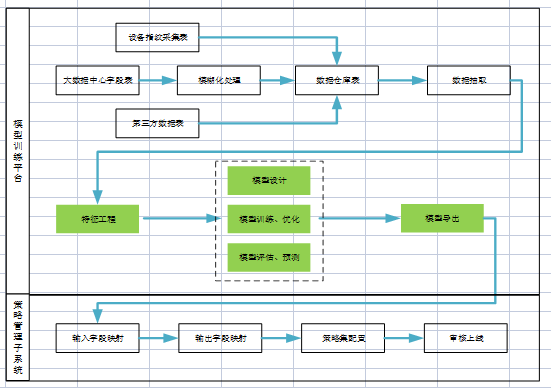 模型训练平台
设备指纹采集表
大数据中心字段表
模糊化处理
数据仓库表
数据抽取
第三方数据表
特征工程
模型设计
模型训练、优化
模型评估、预测
模型导出
策略管理子系统
输入字段映射
输出字段映射
策略集配置
审核上线